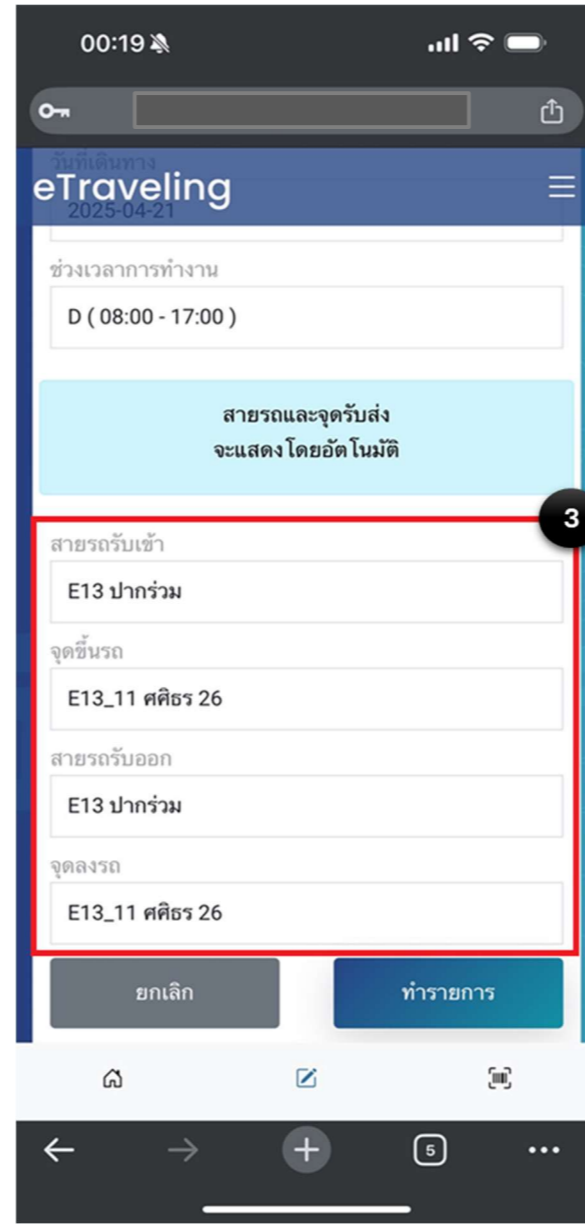 00:19
วันที่เดินทาง
eTraveling
2025-04-21
ช่วงเวลาการทำงาน
D ( 08:00 - 17:00 )
สายรถและจุดรับส่ง
จะแสดงโดยอัตโนมัติ
3
สายรถรับเข้า
E13 ปากร่วม
จุดขึ้นรถ
E13_11 ศศิธร 26
สายรถรับออก
E13 ปากร่วม
จุดลงรถ
E13_11 ศศิธร 26
ยกเลิก
ทำรายการ
5